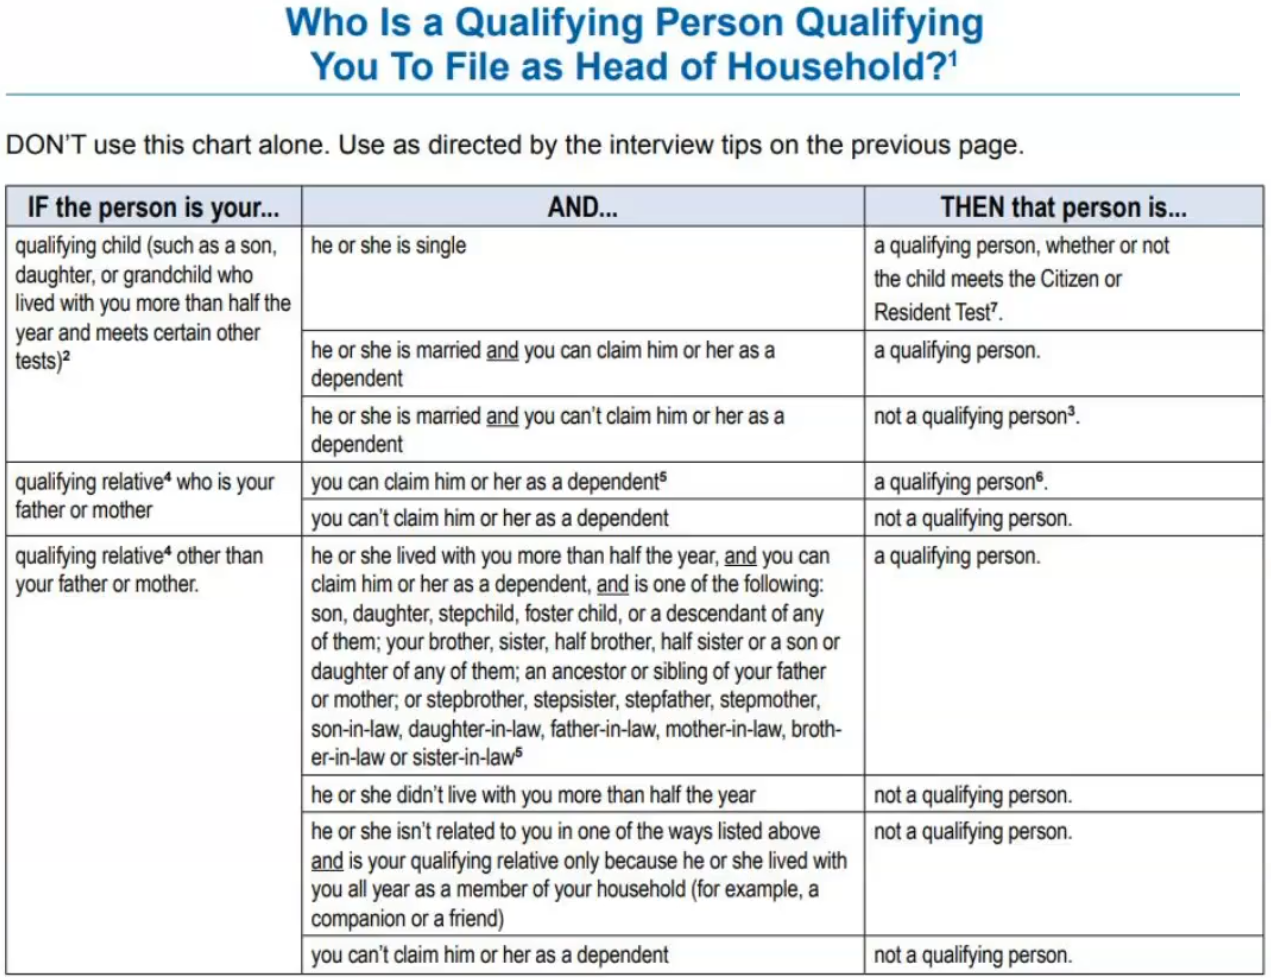 Who Is a Qualifying Person Qualifying
You To File as Head of Household?¹
DON'T use this chart alone. Use as directed by the interview tips on the previous page.
IF the person is your...
AND...
THEN that person is...
qualifying child (such as a son,
daughter, or grandchild who
lived with you more than half the
year and meets certain other
tests)²
he or she is single
a qualifying person, whether or not
the child meets the Citizen or
Resident Test⁷.
he or she is married and you can claim him or her as a
dependent
a qualifying person.
he or she is married and you can't claim him or her as a
dependent
not a qualifying person³.
qualifying relative⁴ who is your
father or mother
you can claim him or her as a dependent⁵
a qualifying person⁶.
you can't claim him or her as a dependent
not a qualifying person.
qualifying relative⁴ other than
your father or mother.
he or she lived with you more than half the year, and you can
claim him or her as a dependent, and is one of the following:
son, daughter, stepchild, foster child, or a descendant of any
of them; your brother, sister, half brother, half sister or a son or
daughter of any of them; an ancestor or sibling of your father
or mother; or stepbrother, stepsister, stepfather, stepmother,
son-in-law, daughter-in-law, father-in-law, mother-in-law, broth-
er-in-law or sister-in-law⁵
a qualifying person.
he or she didn't live with you more than half the year
not a qualifying person.
he or she isn't related to you in one of the ways listed above
and is your qualifying relative only because he or she lived with
you all year as a member of your household (for example, a
companion or a friend)
not a qualifying person.
you can't claim him or her as a dependent
not a qualifying person.